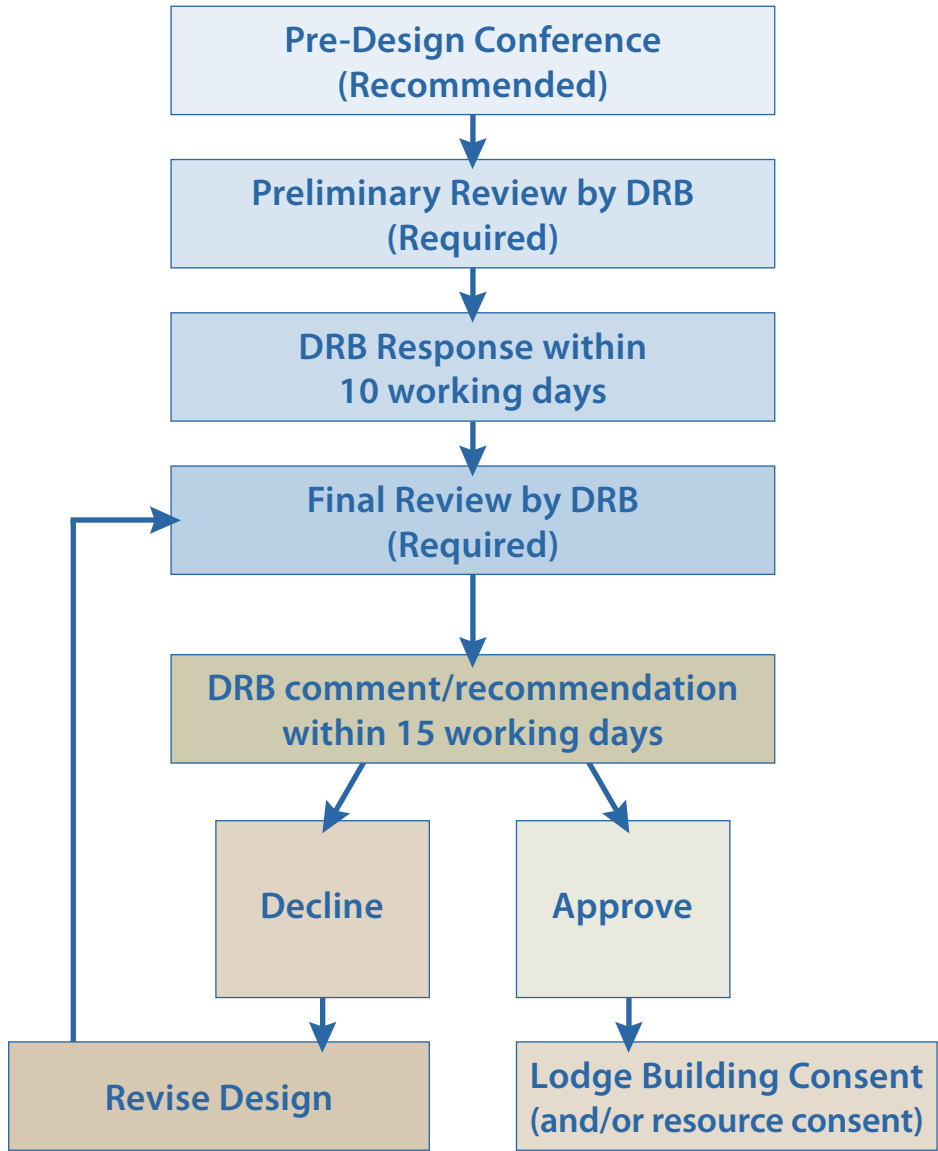 Pre-Design Conference
(Recommended)
Preliminary Review by DRB
(Required)
DRB Response within
10 working days
Final Review by DRB
(Required)
DRB comment/recommendation
within 15 working days
Decline
Approve
Revise Design
Lodge Building Consent
(and/or resource consent)